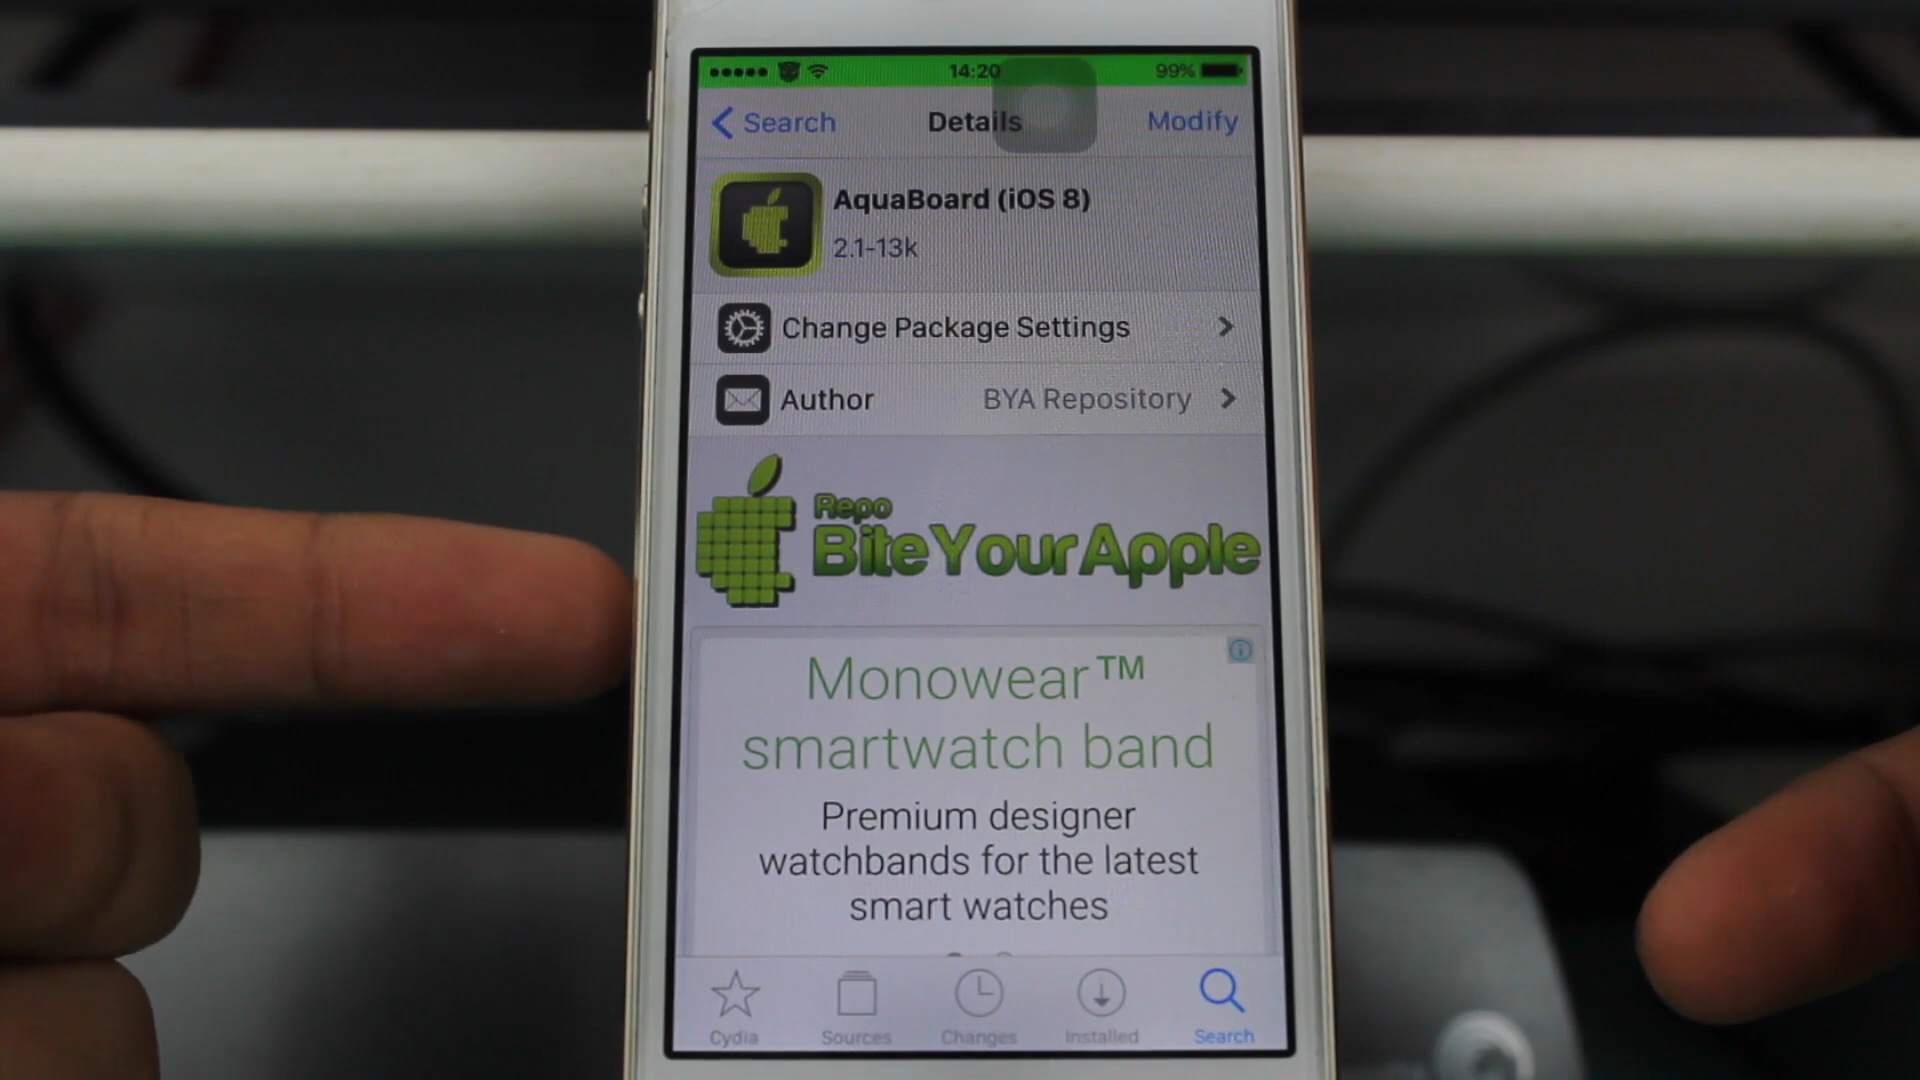 14:20
99%
Search
Details
Modify
AquaBoard (iOS 8)
2.1-13k
Change Package Settings
Author
BYA Repository
Repo
BiteYourApple
Monowear™
smartwatch band
Premium designer
watchbands for the latest
smart watches
Cydia
Sources
Changes
Installed
Search